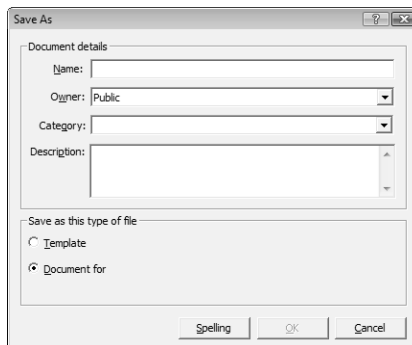 Save As
Document details
Name:
Owner: Public
Category:
Description:
Save as this type of file
Template
Document for
Spelling OK Cancel